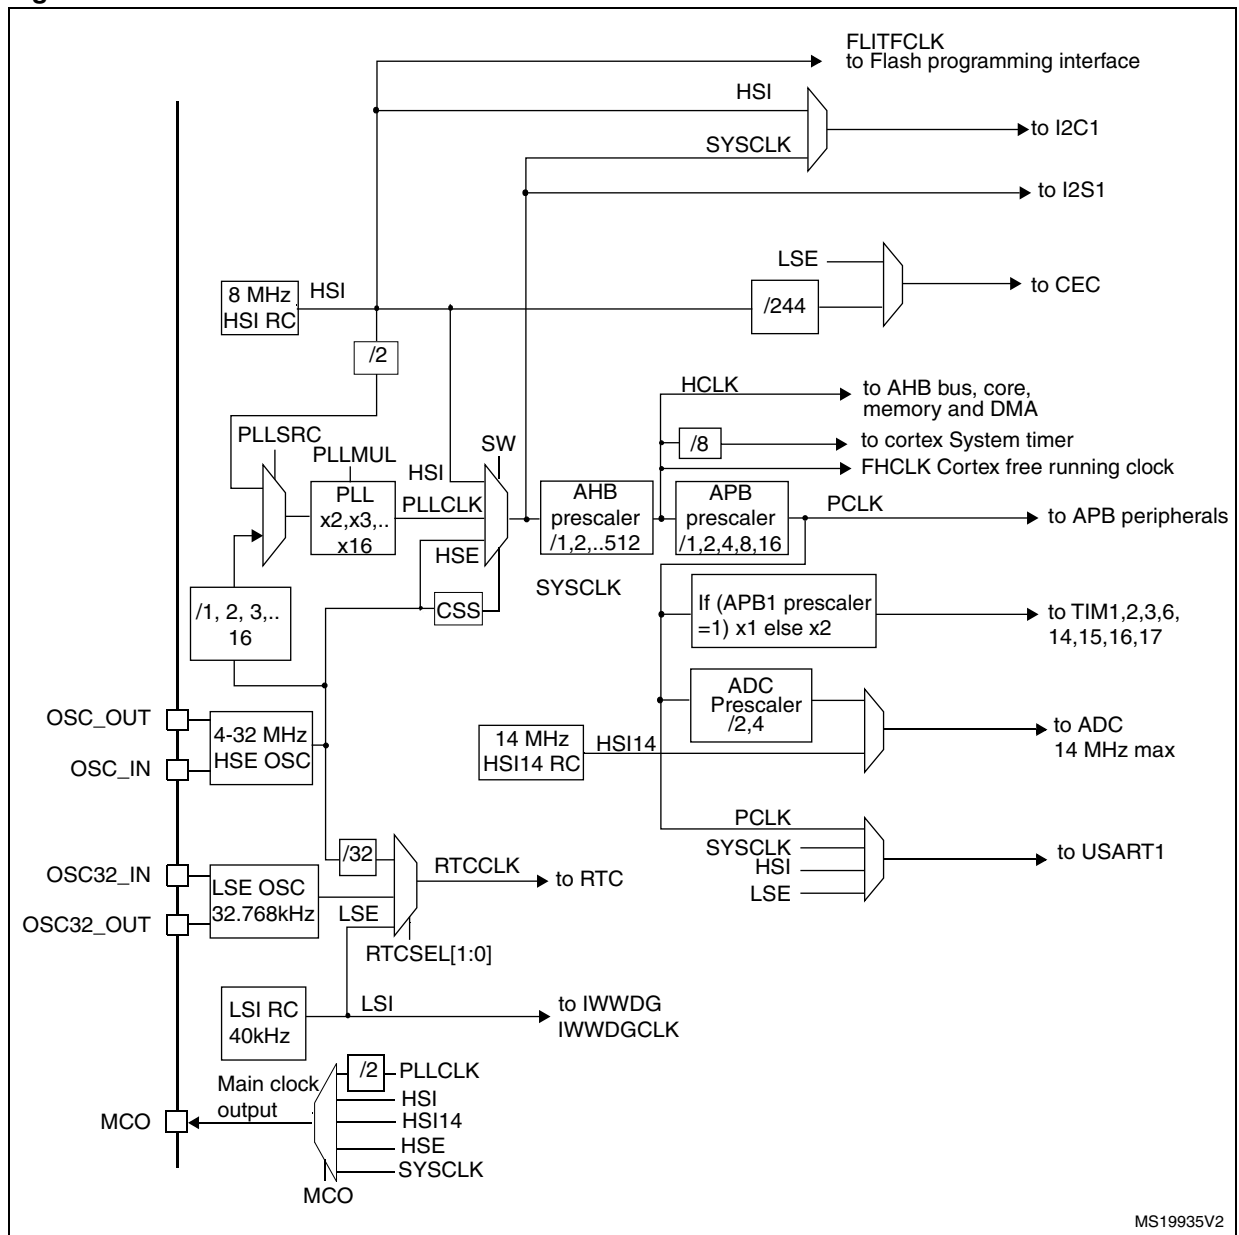 FLITFCLK
to Flash programming interface
HSI
to I2C1
SYSCLK
to I2S1
LSE
to CEC
8 MHz
HSI RC
HSI
/244
/2
HCLK
to AHB bus, core,
memory and DMA
PLLSRC
SW
/8
to cortex System timer
PLLMUL
HSI
FHCLK Cortex free running clock
PLL
x2,x3,..
x16
PLLCLK
AHB
prescaler
/1,2,..512
APB
prescaler
/1,2,4,8,16
PCLK
to APB peripherals
HSE
SYSCLK
CSS
/1, 2, 3,..
16
If (APB1 prescaler
=1) x1 else x2
to TIM1,2,3,6,
14,15,16,17
ADC
Prescaler
/2,4
OSC_OUT
4-32 MHz
HSE OSC
OSC_IN
14 MHz
HSI14 RC
HSI14
to ADC
14 MHz max
PCLK
SYSCLK
HSI
LSE
to USART1
/32
OSC32_IN
RTCCLK
to RTC
LSE OSC
32.768kHz
LSE
OSC32_OUT
RTCSEL[1:0]
LSI RC
40kHz
LSI
to IWWDG
IWWDGCLK
/2
PLLCLK
Main clock
output
HSI
MCO
HSI14
HSE
SYSCLK
MCO
MS19935V2